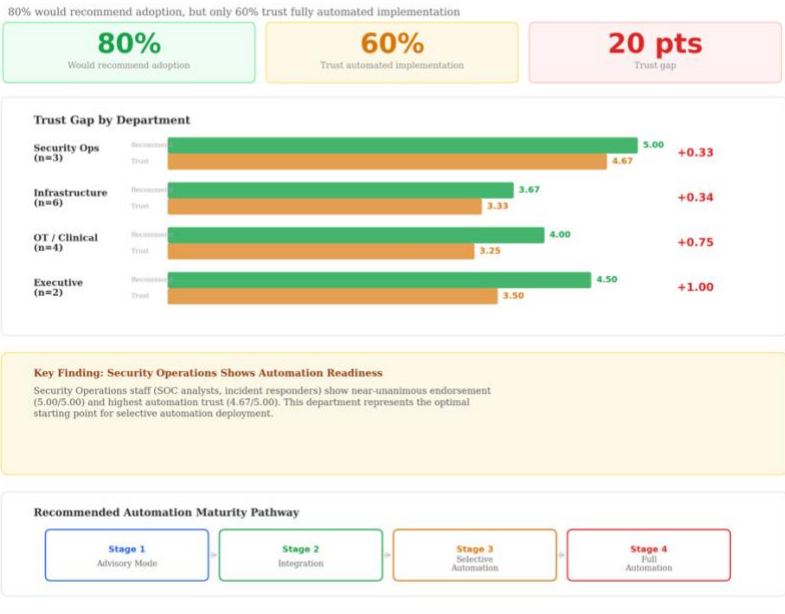 80% would recommend adoption, but only 60% trust fully automated implementation
80%
Would recommend adoption
60%
Trust automated implementation
20 pts
Trust gap
Trust Gap by Department
Security Ops
(n=3)
Recommend
5.00
Trust
4.67
+0.33
Infrastructure
(n=6)
Recommend
3.67
Trust
3.33
+0.34
OT / Clinical
(n=4)
Recommend
4.00
Trust
3.25
+0.75
Executive
(n=2)
Recommend
4.50
Trust
3.50
+1.00
Key Finding: Security Operations Shows Automation Readiness
Security Operations staff (SOC analysts, incident responders) show near-unanimous endorsement
(5.00/5.00) and highest automation trust (4.67/5.00). This department represents the optimal
starting point for selective automation deployment.
Recommended Automation Maturity Pathway
Stage 1
Advisory Mode
Stage 2
Integration
Stage 3
Selective
Automation
Stage 4
Full
Automation